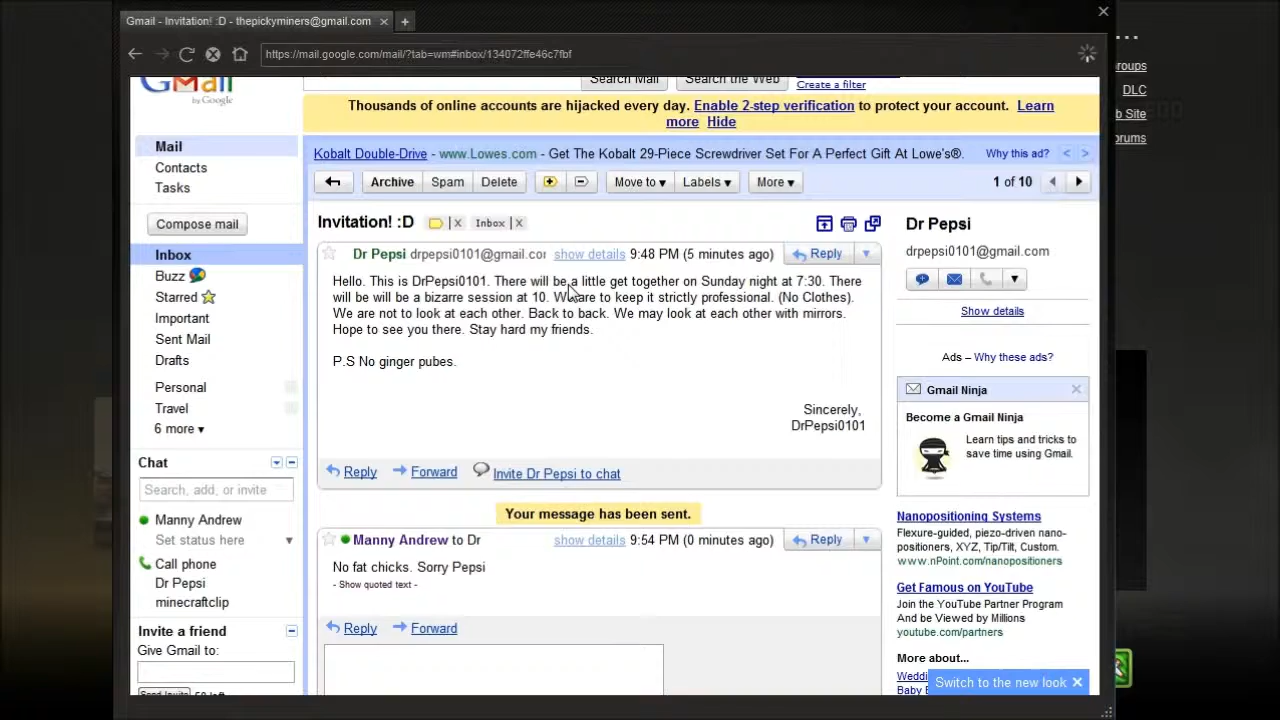 Gmail - Invitation! :D - thepickyminers@gmail.com
https://mail.google.com/mail/?tab=wm#inbox/134072ffe46c7fbf
Gmail
by Google
Search Mail
Search the Web
Create a filter
Thousands of online accounts are hijacked every day. Enable 2-step verification to protect your account. Learn
more Hide
Mail
Contacts
Tasks
Compose mail
Inbox
Buzz
Starred
Important
Sent Mail
Drafts
Personal
Travel
6 more
Chat
Search, add, or invite
Manny Andrew
Set status here
Call phone
Dr Pepsi
minecraftclip
Invite a friend
Give Gmail to:
Send Invite 50 left
Kobalt Double-Drive - www.Lowes.com - Get The Kobalt 29-Piece Screwdriver Set For A Perfect Gift At Lowe's®. Why this ad? < >
Archive Spam Delete Move to Labels More 1 of 10
Invitation! :D | X Inbox | X
Dr Pepsi drpepsi0101@gmail.cor show details 9:48 PM (5 minutes ago) Reply
Hello. This is DrPepsi0101. There will be a little get together on Sunday night at 7:30. There
will be will be a bizarre session at 10. We are to keep it strictly professional. (No Clothes).
We are not to look at each other. Back to back. We may look at each other with mirrors.
Hope to see you there. Stay hard my friends.
P.S No ginger pubes.
Sincerely,
DrPepsi0101
Reply Forward Invite Dr Pepsi to chat
Your message has been sent.
Manny Andrew to Dr show details 9:54 PM (0 minutes ago) Reply
No fat chicks. Sorry Pepsi
- Show quoted text -
Reply Forward
Dr Pepsi
drpepsi0101@gmail.com
Show details
Ads – Why these ads?
Gmail Ninja
Become a Gmail Ninja
Learn tips and tricks to
save time using Gmail.
Nanopositioning Systems
Flexure-guided, piezo-driven nano-
positioners, XYZ, Tip/Tilt, Custom.
www.nPoint.com/nanopositioners
Get Famous on YouTube
Join the YouTube Partner Program
And be Viewed by Millions
youtube.com/partners
More about...
Baby
Switch to the new look
DLC